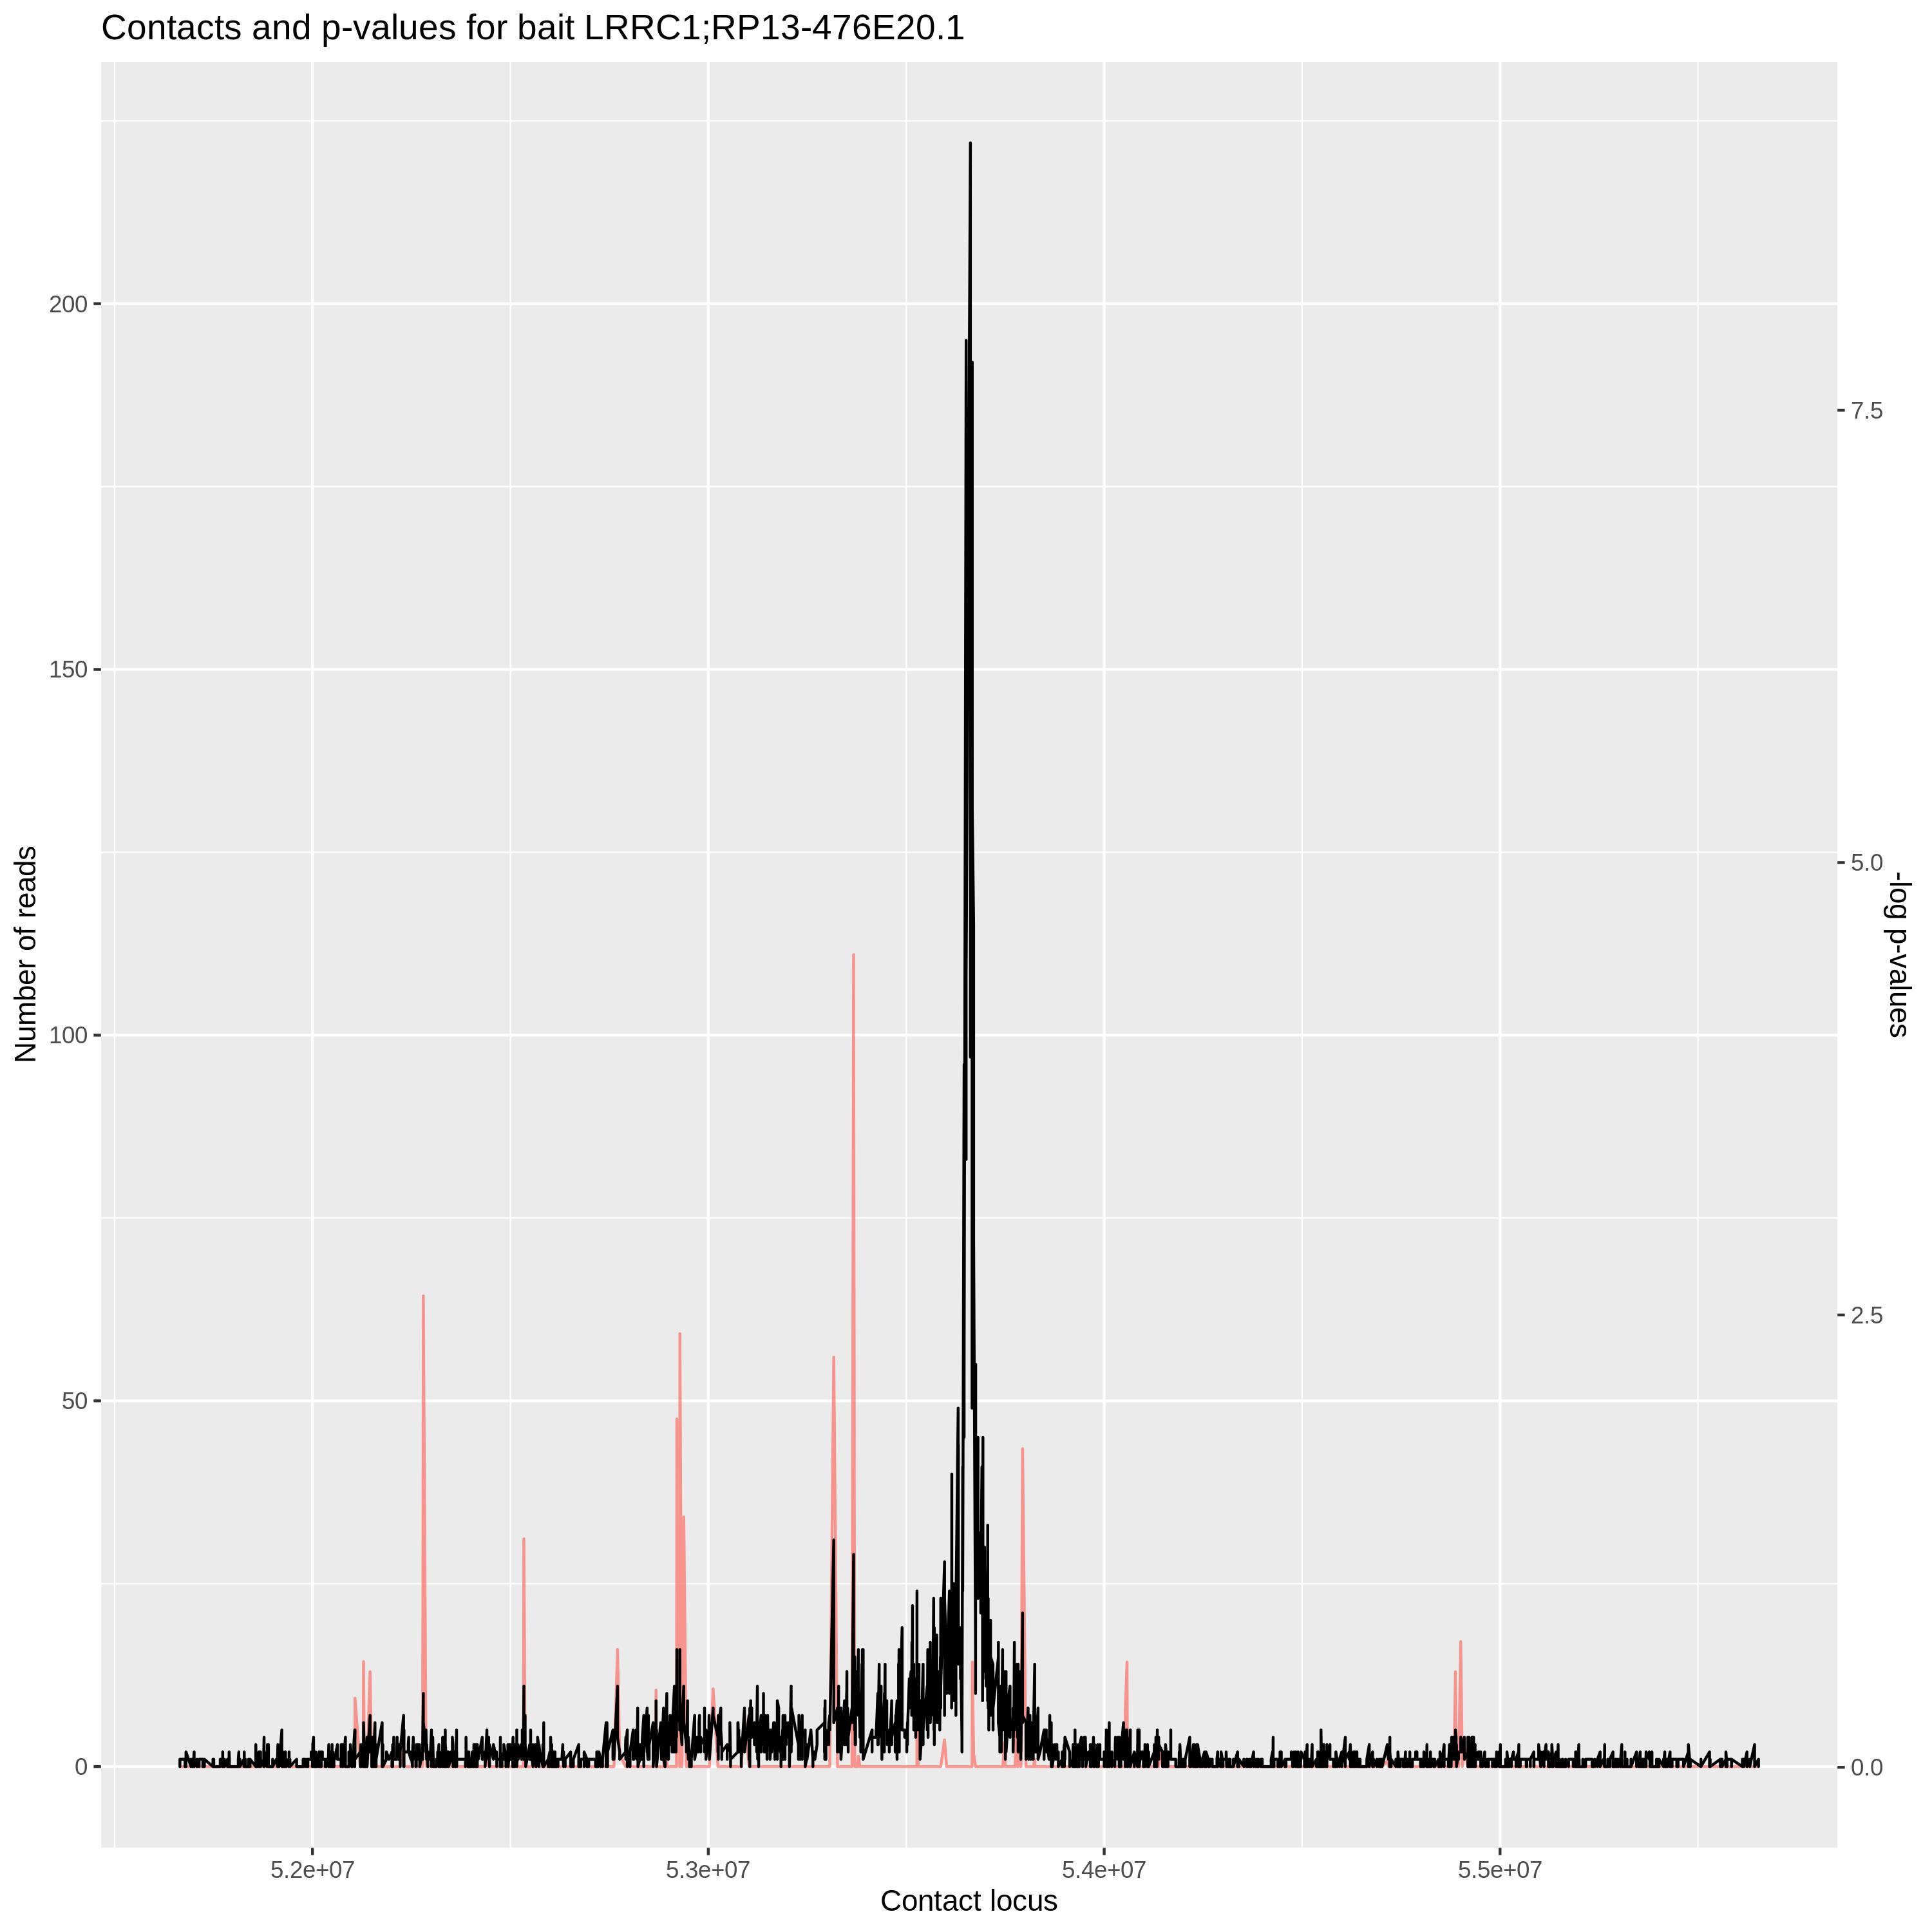 Contacts and p-values for bait LRRC1;RP13-476E20.1
200
150
100
50
0
Number of reads
7.5
5.0
2.5
0.0
-log p-values
5.2e+07
5.3e+07
5.4e+07
5.5e+07
Contact locus